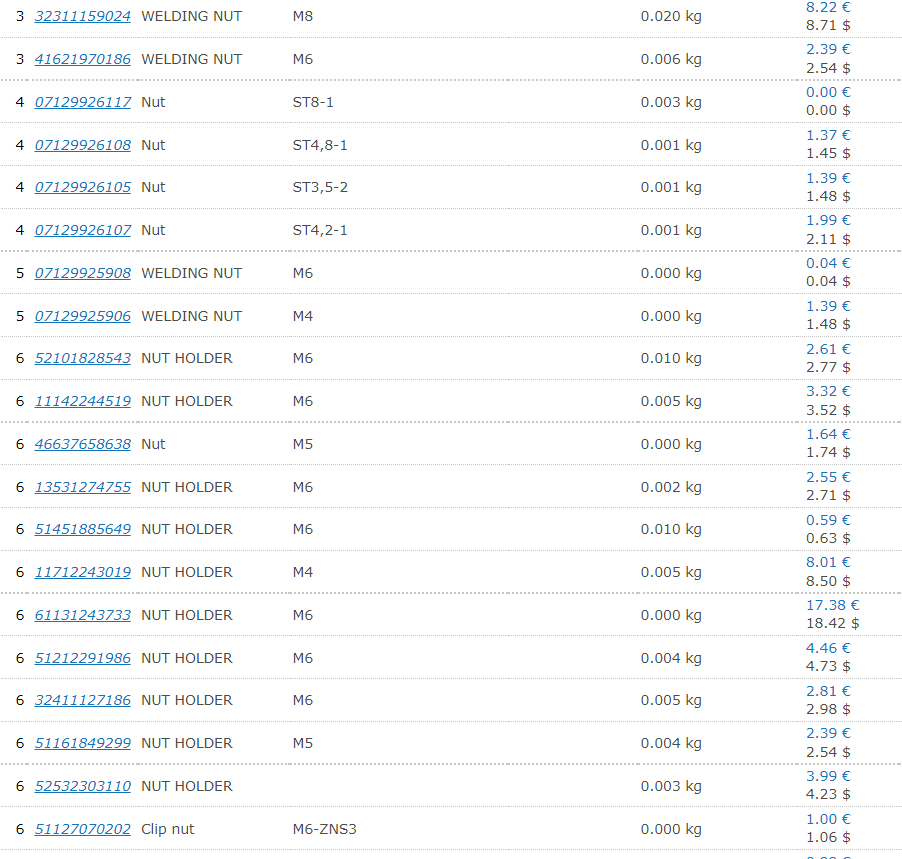 8.22 €
3 32311159024 WELDING NUT M8 0.020 kg
8.71 $
2.39 €
3 41621970186 WELDING NUT M6 0.006 kg
2.54 $
0.00 €
4 07129926117 Nut ST8-1 0.003 kg
0.00 $
1.37 €
4 07129926108 Nut ST4,8-1 0.001 kg
1.45 $
1.39 €
4 07129926105 Nut ST3,5-2 0.001 kg
1.48 $
1.99 €
4 07129926107 Nut ST4,2-1 0.001 kg
2.11 $
0.04 €
5 07129925908 WELDING NUT M6 0.000 kg
0.04 $
1.39 €
5 07129925906 WELDING NUT M4 0.000 kg
1.48 $
2.61 €
6 52101828543 NUT HOLDER M6 0.010 kg
2.77 $
3.32 €
6 11142244519 NUT HOLDER M6 0.005 kg
3.52 $
1.64 €
6 46637658638 Nut M5 0.000 kg
1.74 $
2.55 €
6 13531274755 NUT HOLDER M6 0.002 kg
2.71 $
0.59 €
6 51451885649 NUT HOLDER M6 0.010 kg
0.63 $
8.01 €
6 11712243019 NUT HOLDER M4 0.005 kg
8.50 $
17.38 €
6 61131243733 NUT HOLDER M6 0.000 kg
18.42 $
4.46 €
6 51212291986 NUT HOLDER M6 0.004 kg
4.73 $
2.81 €
6 32411127186 NUT HOLDER M6 0.005 kg
2.98 $
2.39 €
6 51161849299 NUT HOLDER M5 0.004 kg
2.54 $
3.99 €
6 52532303110 NUT HOLDER 0.003 kg
4.23 $
1.00 €
6 51127070202 Clip nut M6-ZNS3 0.000 kg
1.06 $